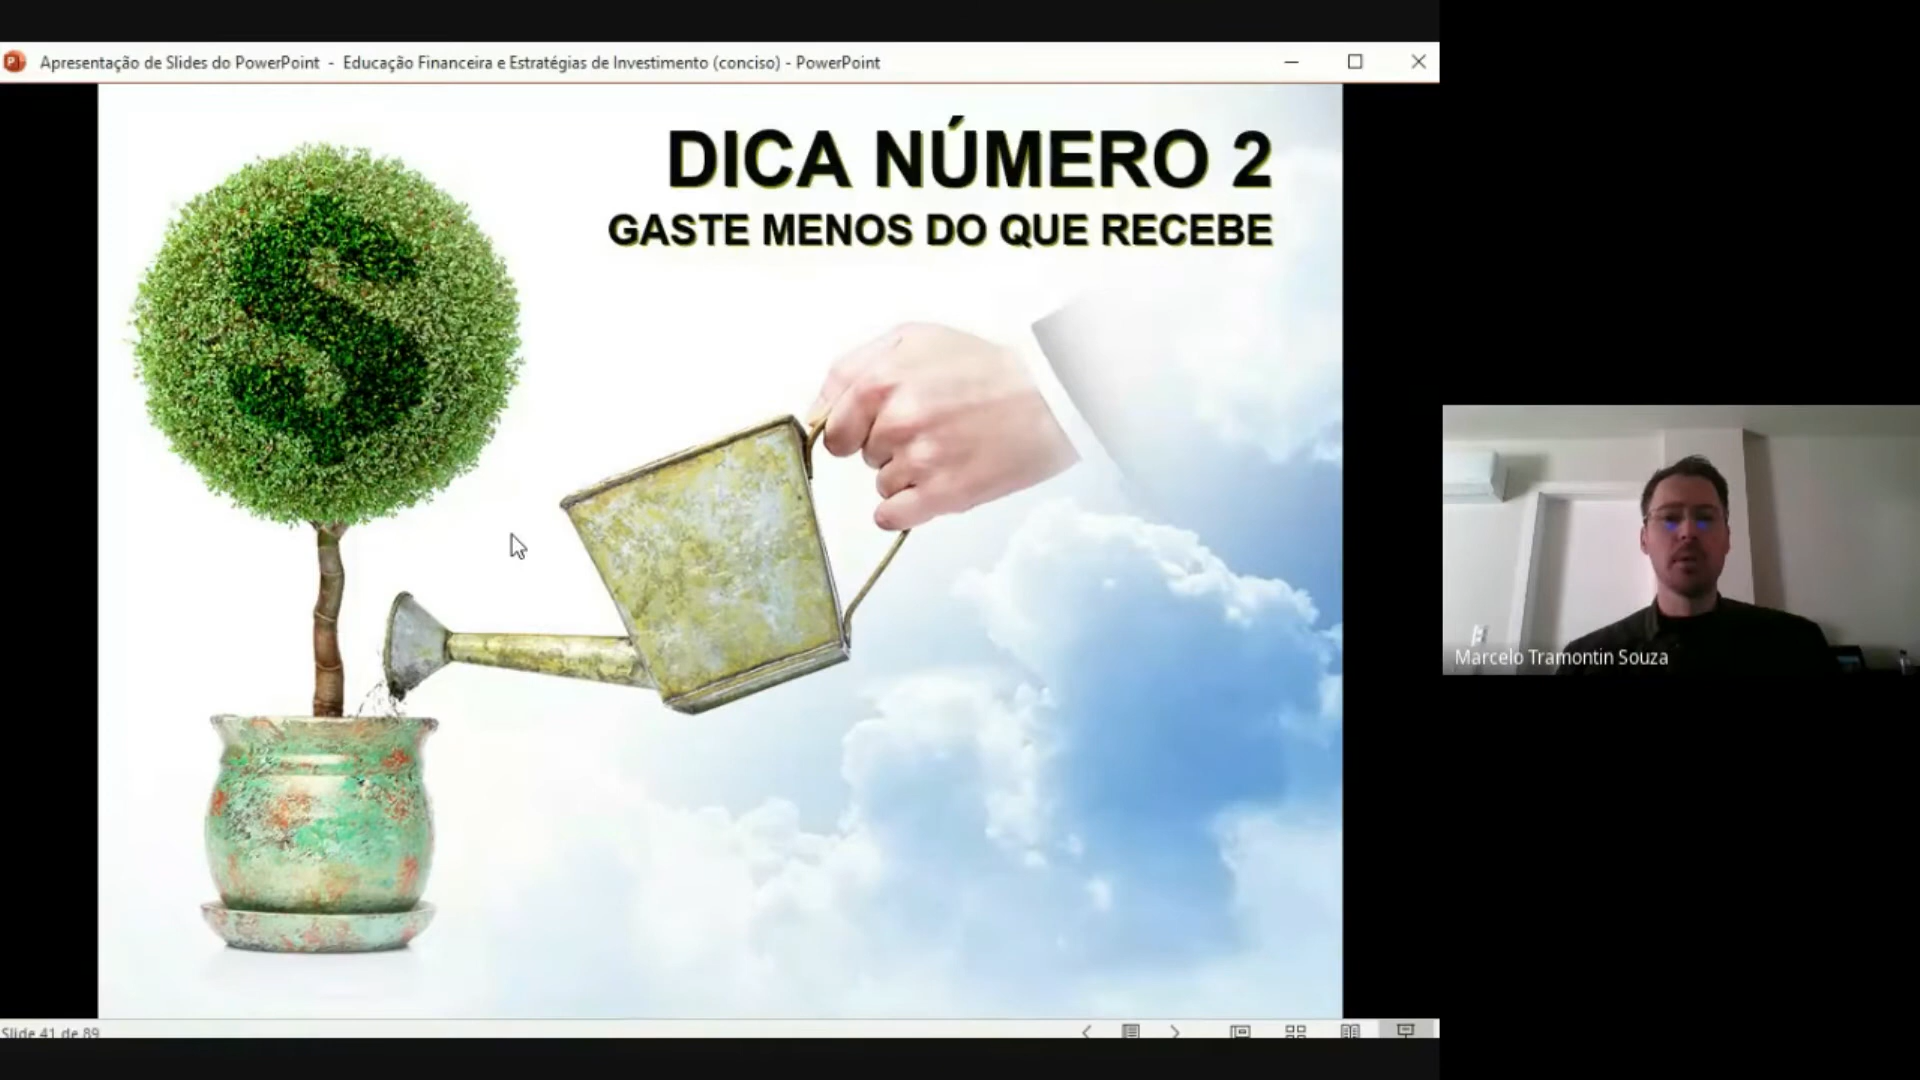 Apresentação de Slides do PowerPoint - Educação Financeira e Estratégias de Investimento (conciso) - PowerPoint
DICA NÚMERO 2
GASTE MENOS DO QUE RECEBE
Marcelo Tramontin Souza
Slide 41 de 89